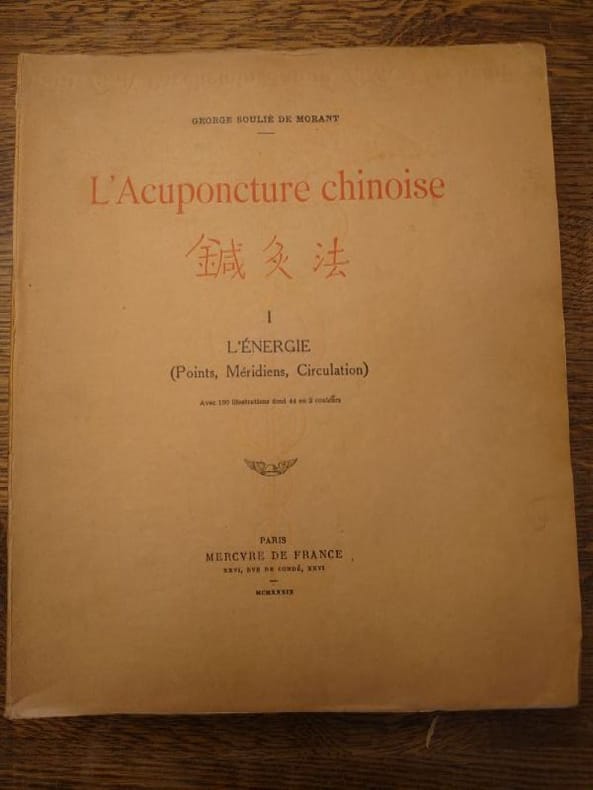 GEORGE SOULIÉ DE MORANT
L'Acuponcture chinoise
鍼灸法
I
L'ÉNERGIE
(Points, Méridiens, Circulation)
Avec 190 illustrations dont 44 en 2 couleurs
PARIS
MERCVRE DE FRANCE
XXVI, RVE DE CONDÉ, XXVI
MCMXXXIX